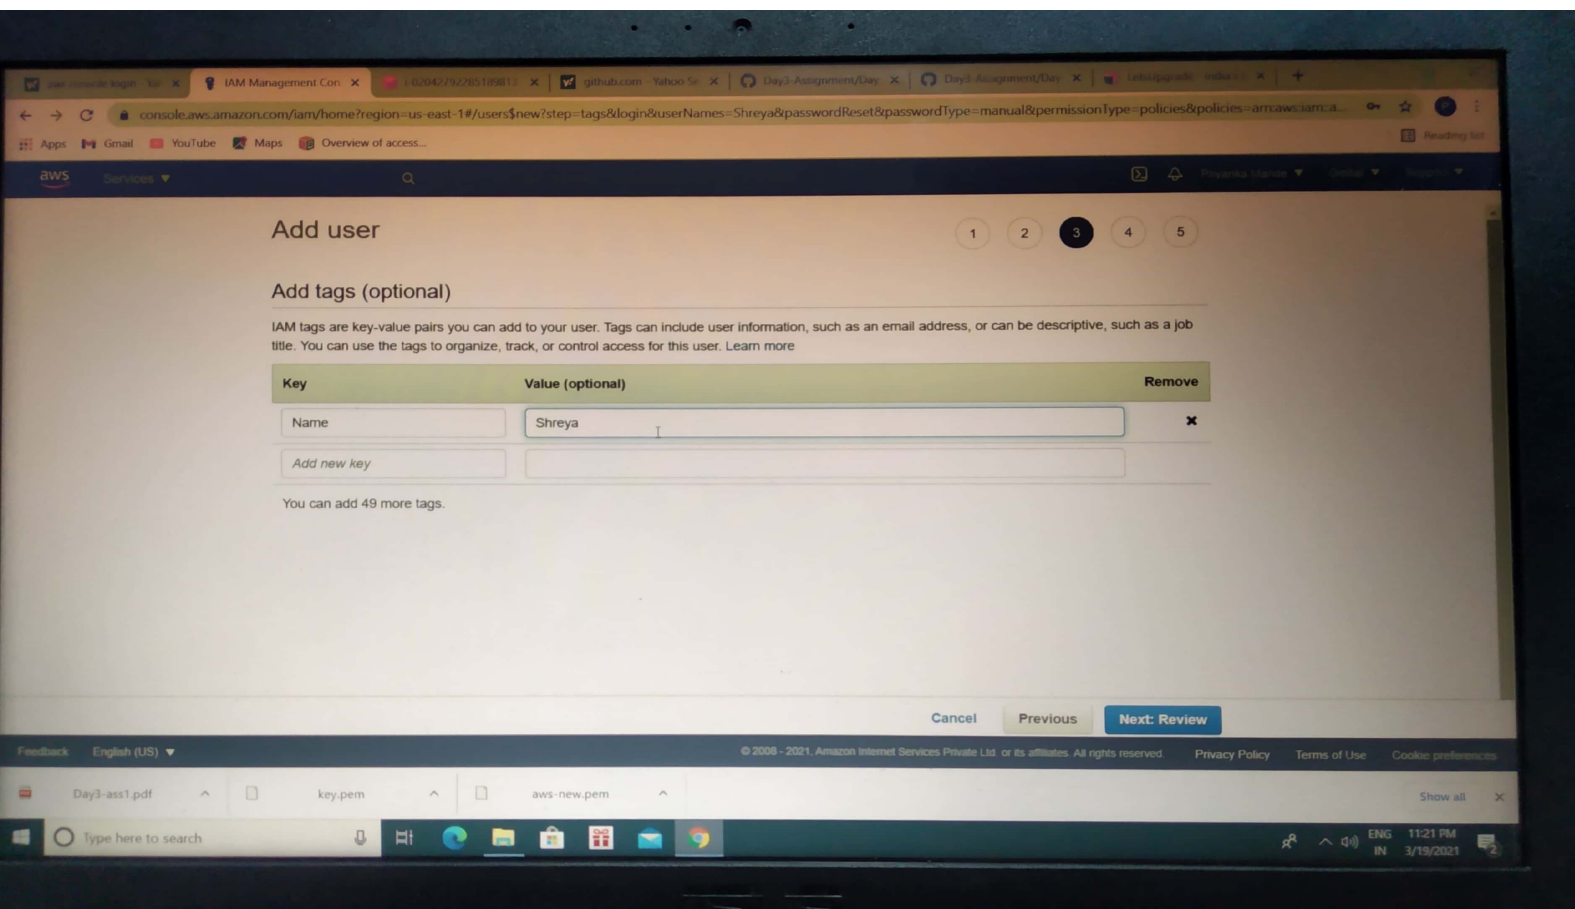 IAM Management Con
github.com - Yahoo Se
Day3-Assignment/Day
Day3-Assignment/Day
console.aws.amazon.com/iam/home?region=us-east-1#/users$new?step=tags&login&userNames=Shreya&passwordReset&passwordType=manual&permissionType=policies&policies=arn:aws:iam::a...
Apps Gmail YouTube Maps Overview of access... Reading list
aws Services
Add user 1 2 3 4 5
Add tags (optional)
IAM tags are key-value pairs you can add to your user. Tags can include user information, such as an email address, or can be descriptive, such as a job
title. You can use the tags to organize, track, or control access for this user. Learn more
Key Value (optional) Remove
Name Shreya
Add new key
You can add 49 more tags.
Cancel Previous Next: Review
Feedback English (US) © 2008 - 2021, Amazon Internet Services Private Ltd. or its affiliates. All rights reserved. Privacy Policy Terms of Use Cookie preferences
Day3-ass1.pdf key.pem aws-new.pem Show all
Type here to search ENG 11:21 PM
IN 3/19/2021 2